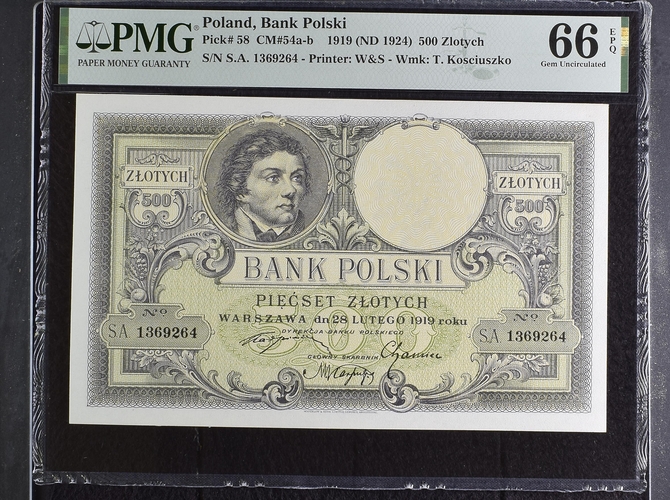 PMG
PAPER MONEY GUARANTY
Poland, Bank Polski
Pick# 58 CM#54a-b 1919 (ND 1924) 500 Zlotych
S/N S.A. 1369264 - Printer: W&S - Wmk: T. Kosciuszko
66
EPQ
Gem Uncirculated
ZŁOTYCH
500
ZŁOTYCH
500
BANK POLSKI
PIĘĆSET ZŁOTYCH
WARSZAWA dn 28 LUTEGO 1919 roku
DYREKCJA BANKU POLSKIEGO
No
S.A 1369264
No
S.A. 1369264
GŁÓWNY SKARBNIK